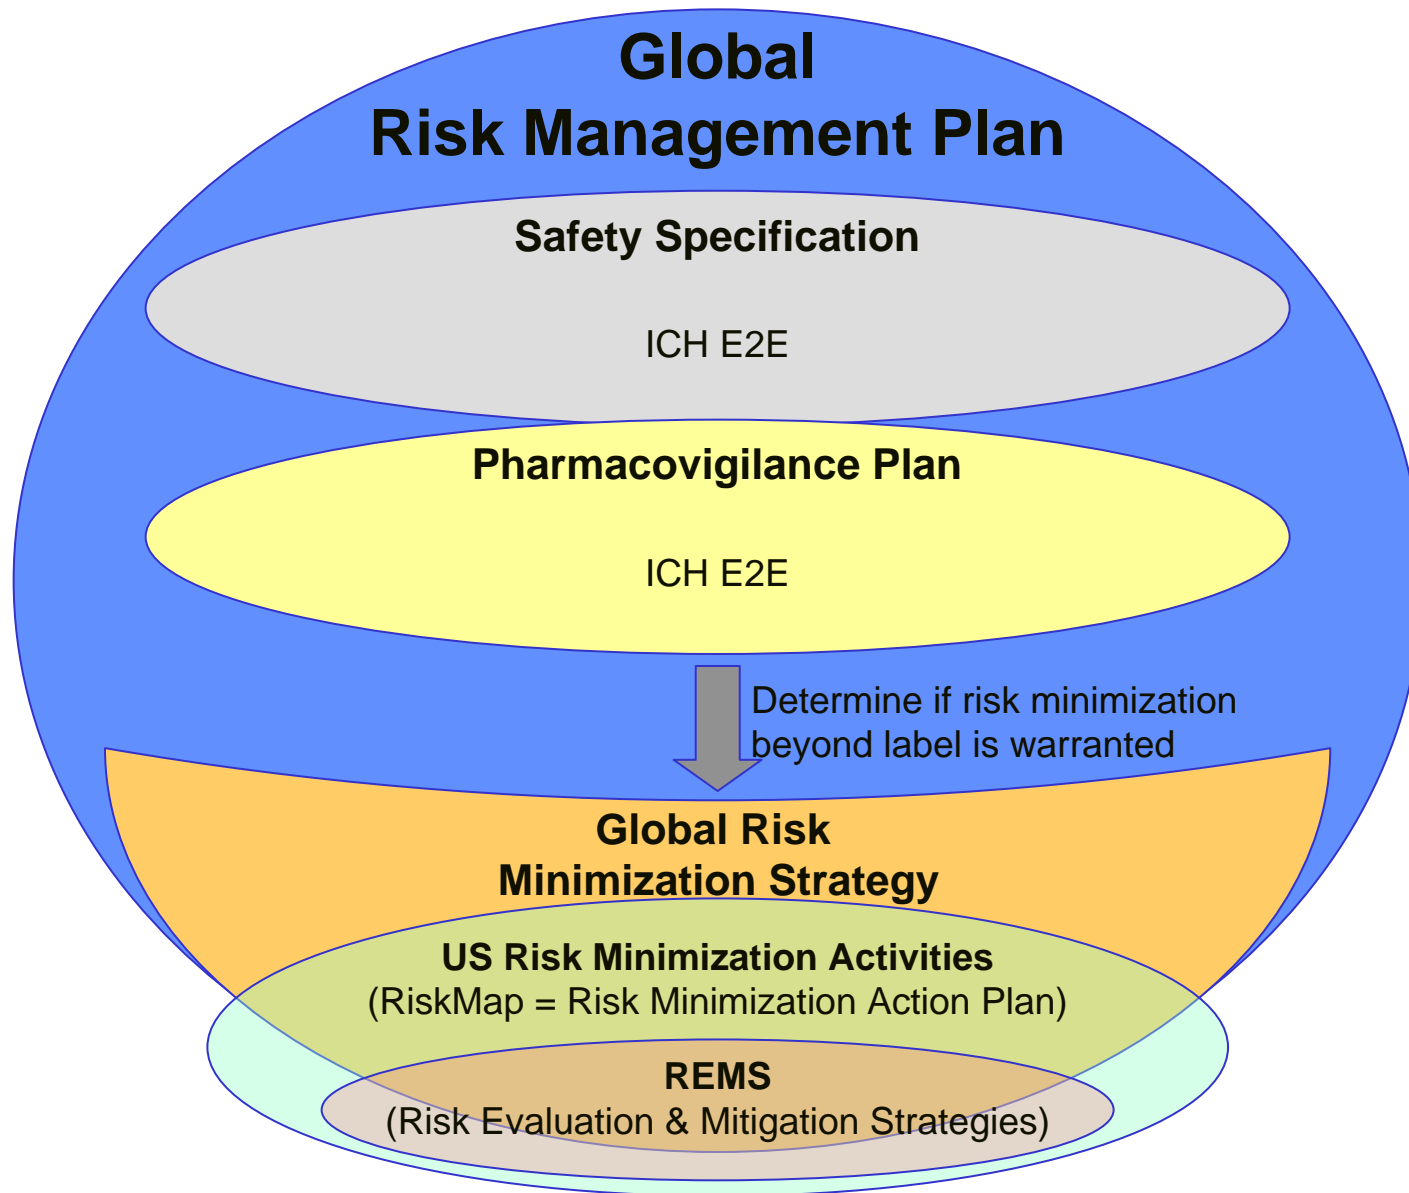 Global
Risk Management Plan
Safety Specification
ICH E2E
Pharmacovigilance Plan
ICH E2E
Determine if risk minimization
beyond label is warranted
Global Risk
Minimization Strategy
US Risk Minimization Activities
(RiskMap = Risk Minimization Action Plan)
REMS
(Risk Evaluation & Mitigation Strategies)